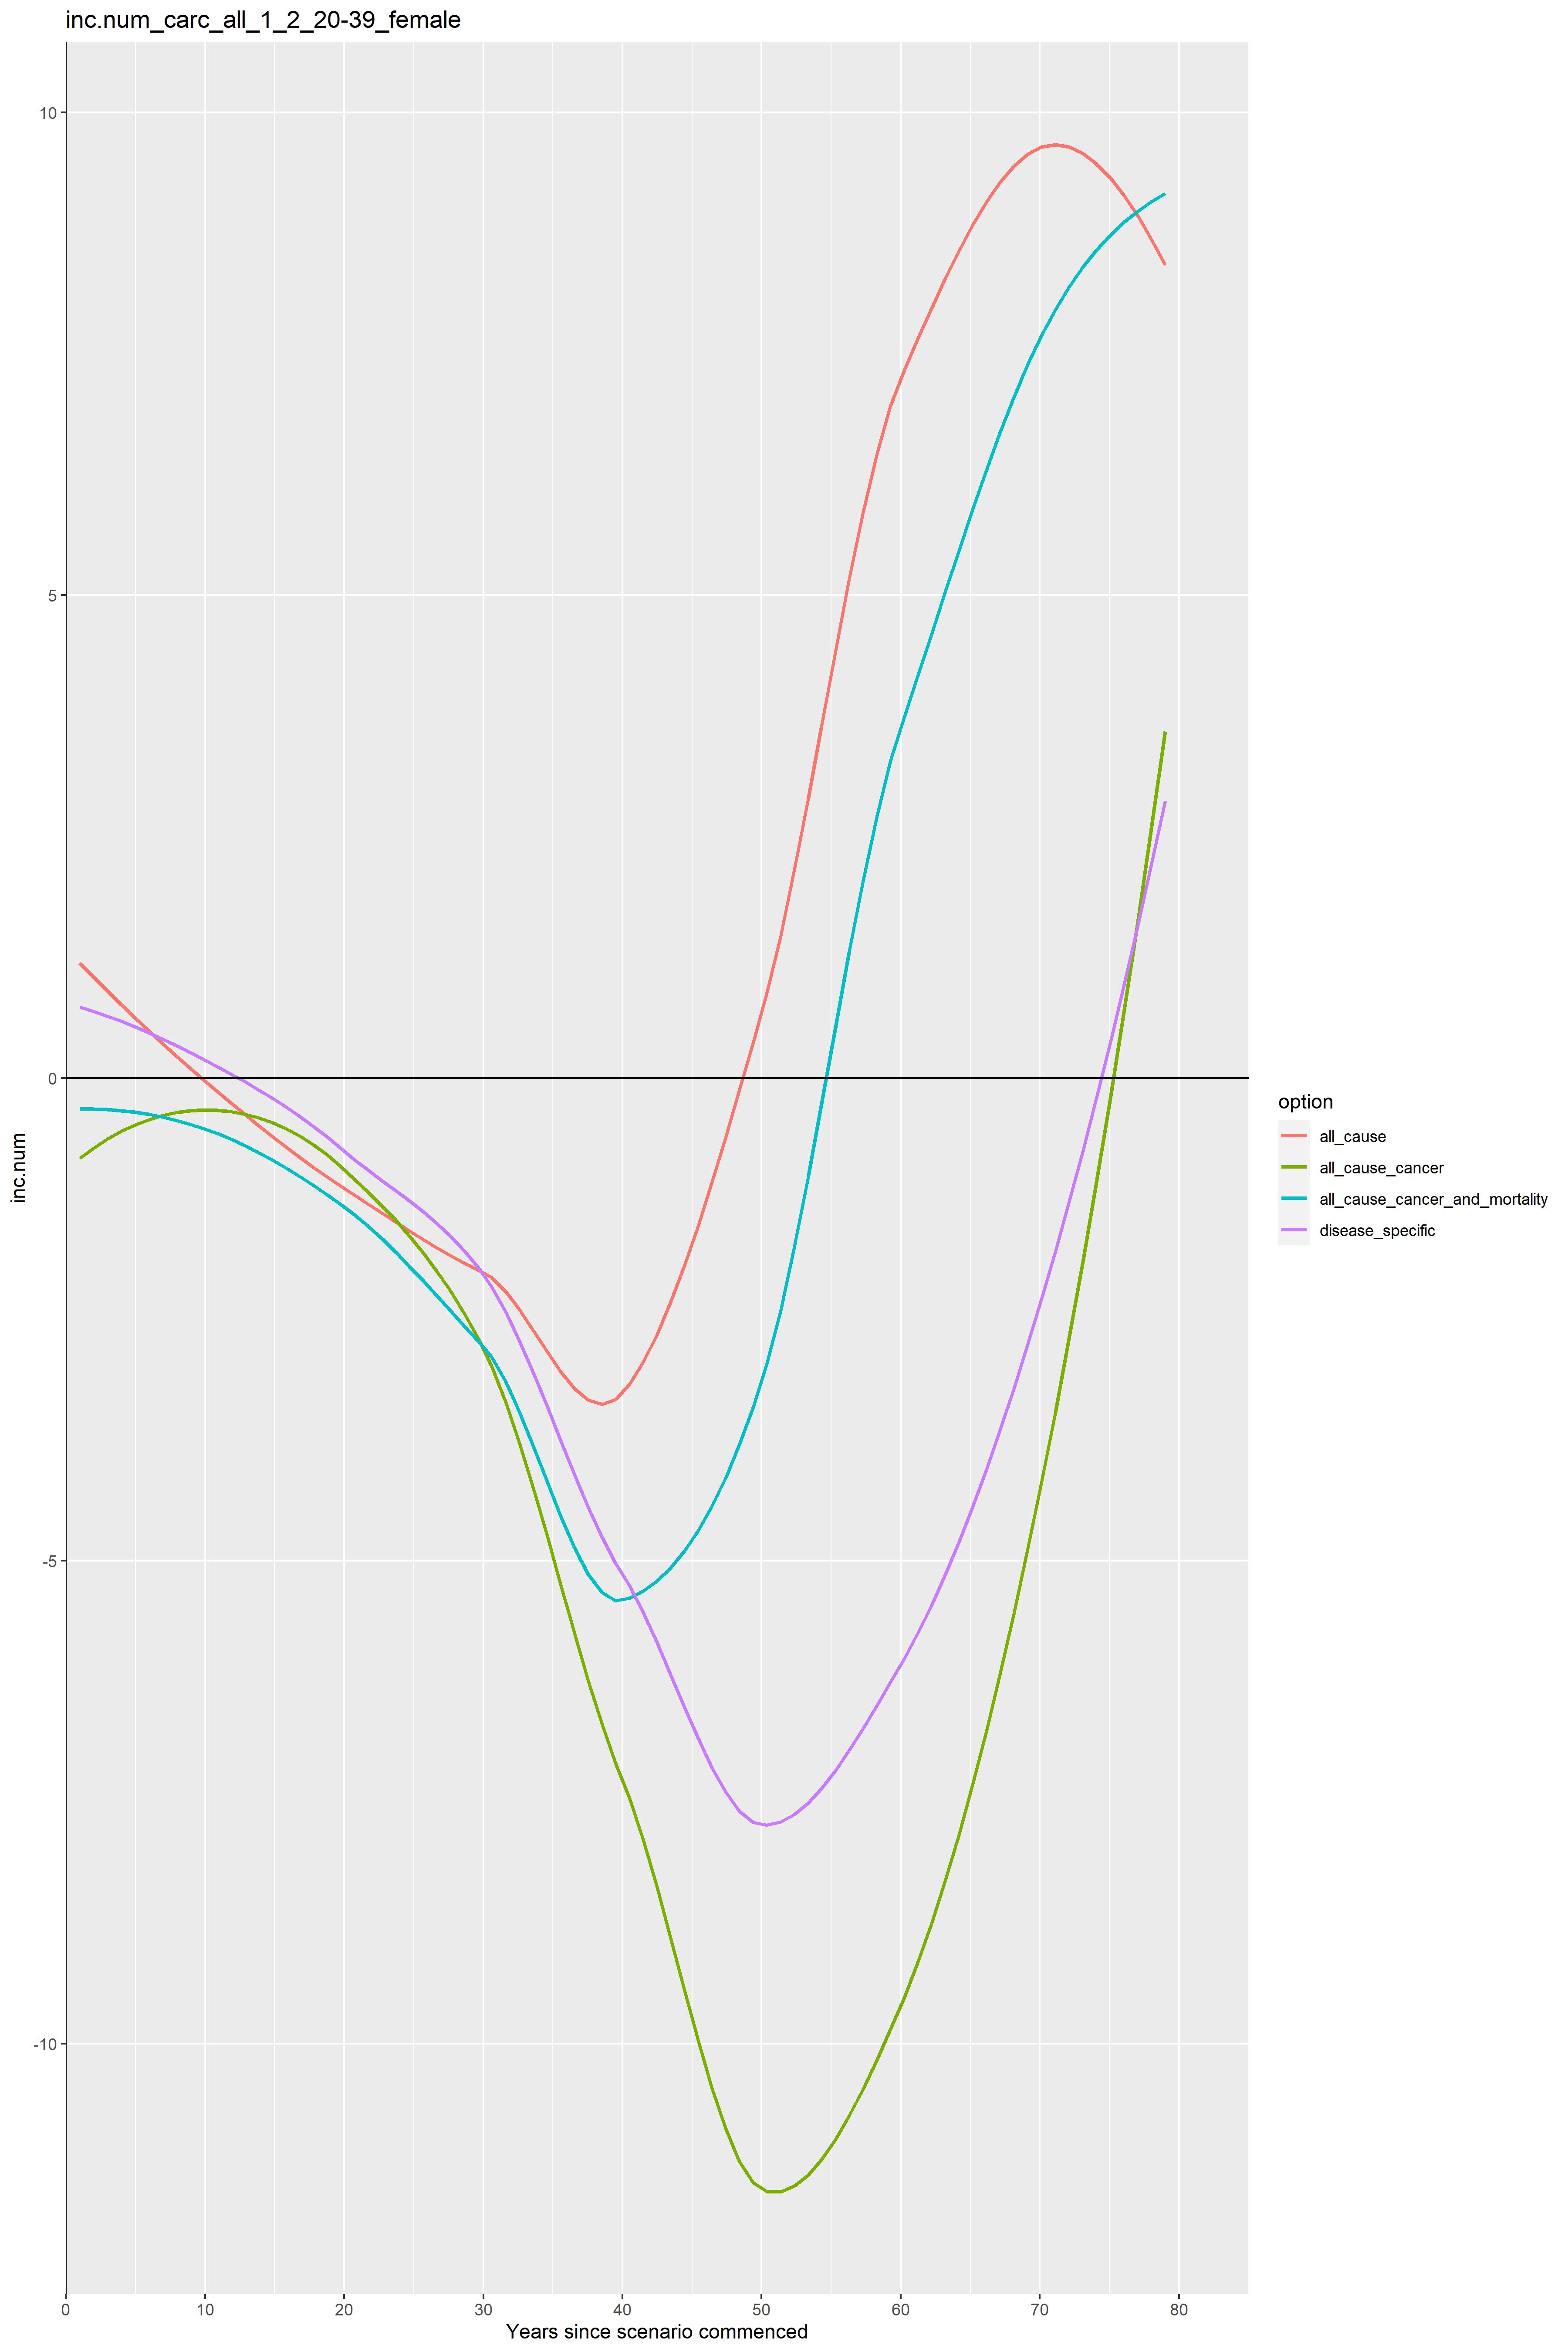 inc.num_carc_all_1_2_20-39_female
10
5
0
-5
-10
inc.num
0 10 20 30 40 50 60 70 80
Years since scenario commenced
option
all_cause
all_cause_cancer
all_cause_cancer_and_mortality
disease_specific